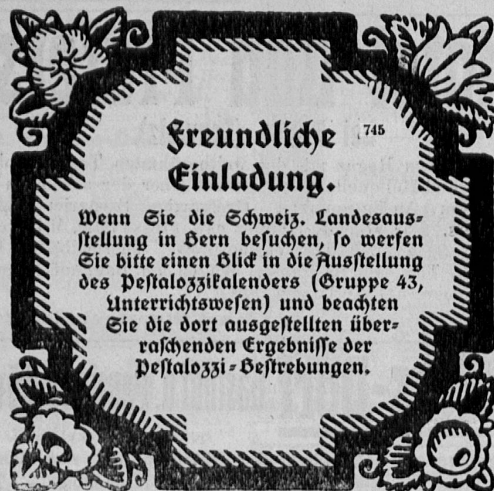 Freundliche 745
Einladung.
Wenn Sie die Schweiz. Landesaus-
stellung in Bern besuchen, so werfen
Sie bitte einen Blick in die Ausstellung
des Pestalozzikalenders (Gruppe 43,
Unterrichtswesen) und beachten
Sie die dort ausgestellten über-
raschenden Ergebnisse der
Pestalozzi-Bestrebungen.